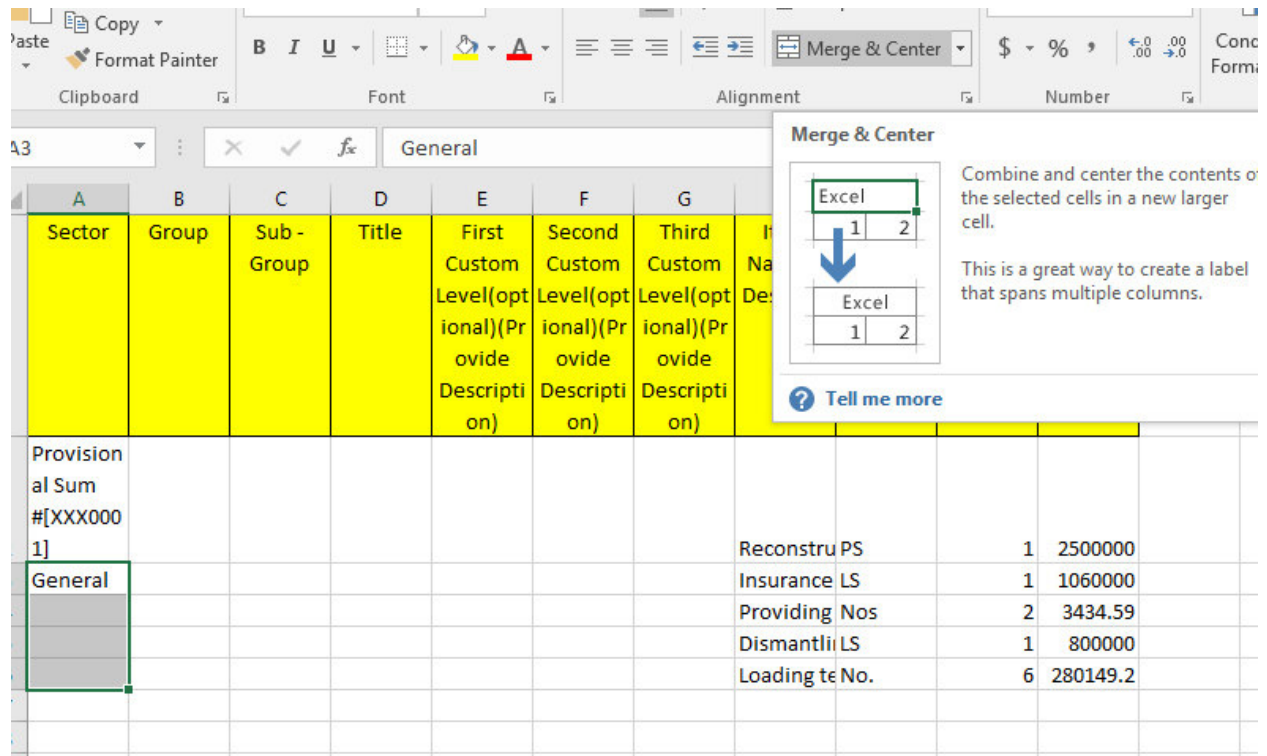 Copy
Paste
Format Painter
B I U
A
Merge & Center
$ % ,
Clipboard
Font
Alignment
Number
A3
fx
General
Merge & Center
Combine and center the contents
the selected cells in a new larger
cell.
This is a great way to create a label
that spans multiple columns.
Excel
1 2
Excel
1 2
Tell me more
A B C D E F G
Sector Group Sub - Title First Second Third
Group Custom Custom Custom
Level(opt Level(opt Level(opt
ional)(Pr ional)(Pr ional)(Pr
ovide ovide ovide
Descripti Descripti Descripti
on) on) on)
Provision
al Sum
#[XXX000
1] Reconstru PS 1 2500000
General Insurance LS 1 1060000
Providing Nos 2 3434.59
Dismantli LS 1 800000
Loading te No. 6 280149.2